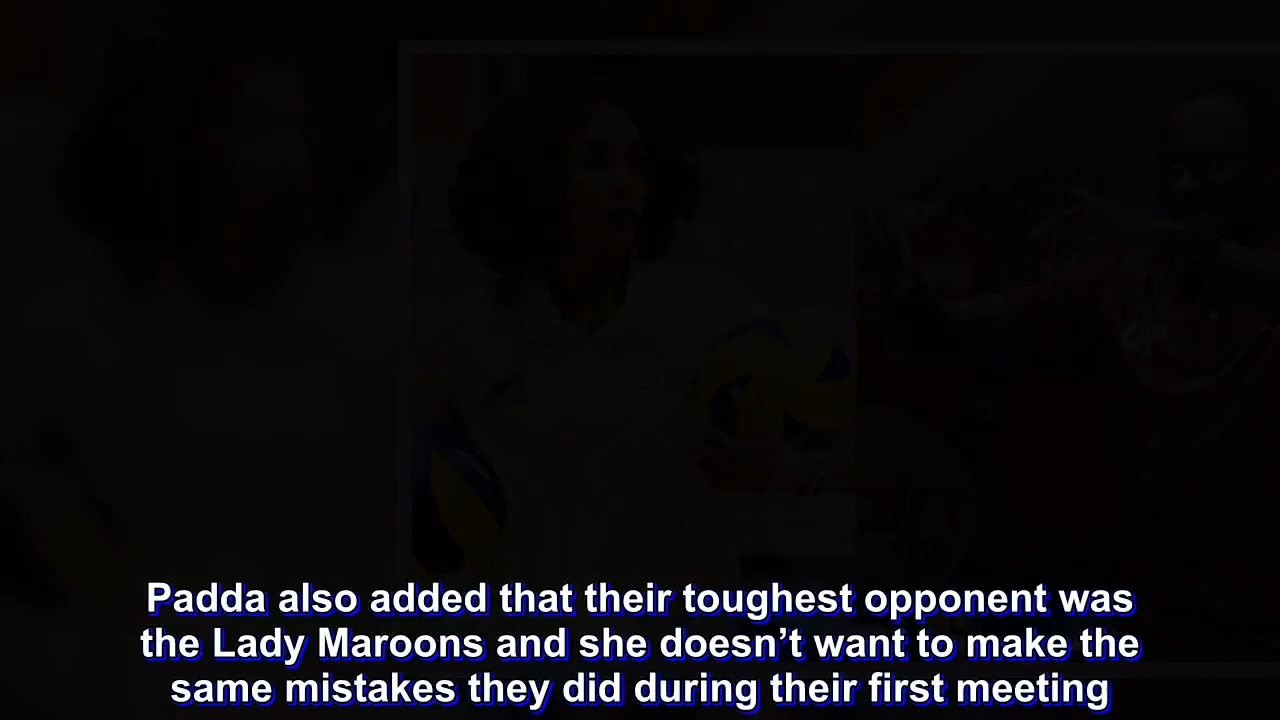 Padda also added that their toughest opponent was
the Lady Maroons and she doesn’t want to make the
same mistakes they did during their first meeting